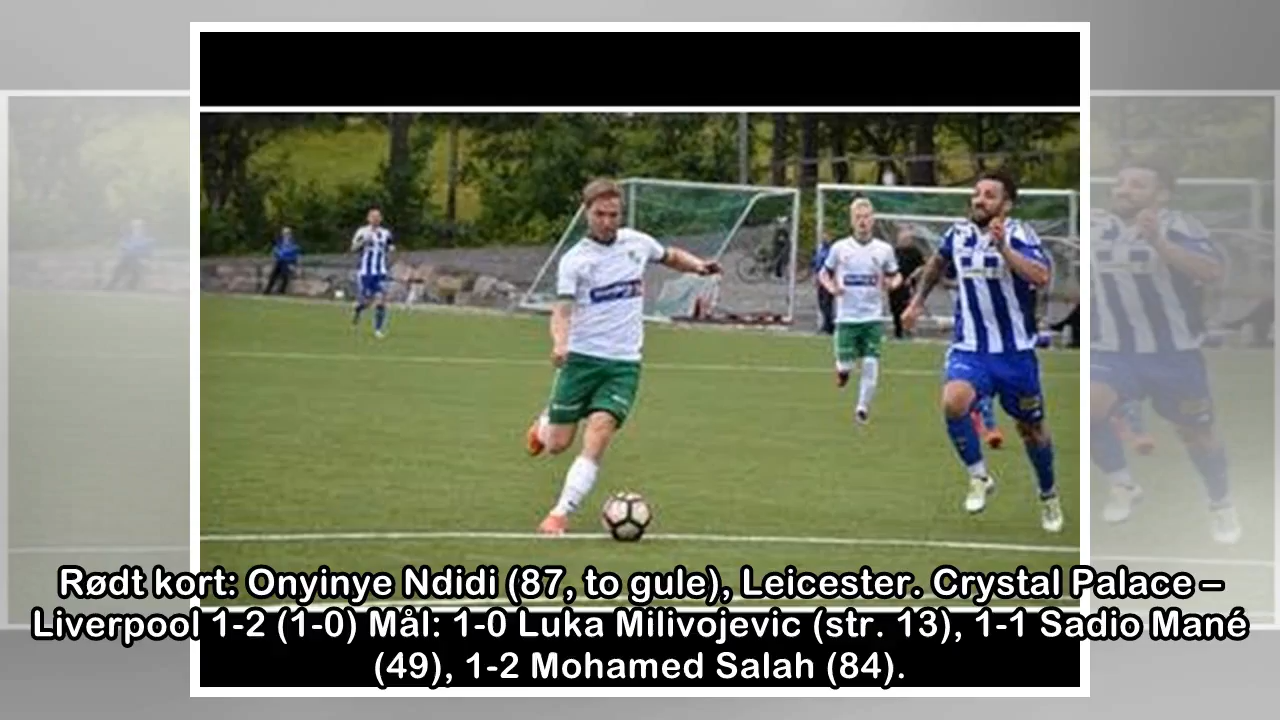 Rødt kort: Onyinye Ndidi (87, to gule), Leicester. Crystal Palace –
Liverpool 1-2 (1-0) Mål: 1-0 Luka Milivojevic (str. 13), 1-1 Sadio Mané
(49), 1-2 Mohamed Salah (84).